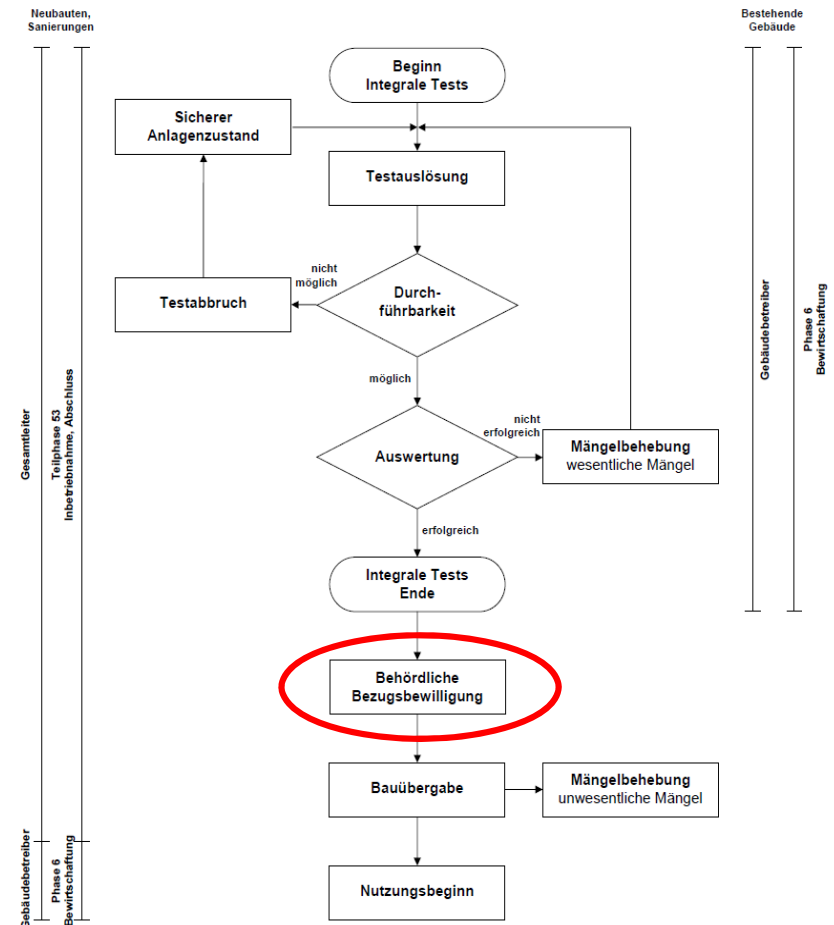 Neubauten,
Sanierungen
Bestehende
Gebäude
Beginn
Integrale Tests
Sicherer
Anlagenzustand
Testauslösung
nicht
möglich
Testabbruch
Durch-
führbarkeit
möglich
nicht
erfolgreich
Auswertung
Mängelbehebung
wesentliche Mängel
erfolgreich
Integrale Tests
Ende
Behördliche
Bezugsbewilligung
Bauübergabe
Mängelbehebung
unwesentliche Mängel
Nutzungsbeginn
Gesamtleiter
Teilphase 53
Inbetriebnahme, Abschluss
Gebäudebetreiber
Phase 6
Bewirtschaftung
Gebäudebetreiber
Phase 6
Bewirtschaftung